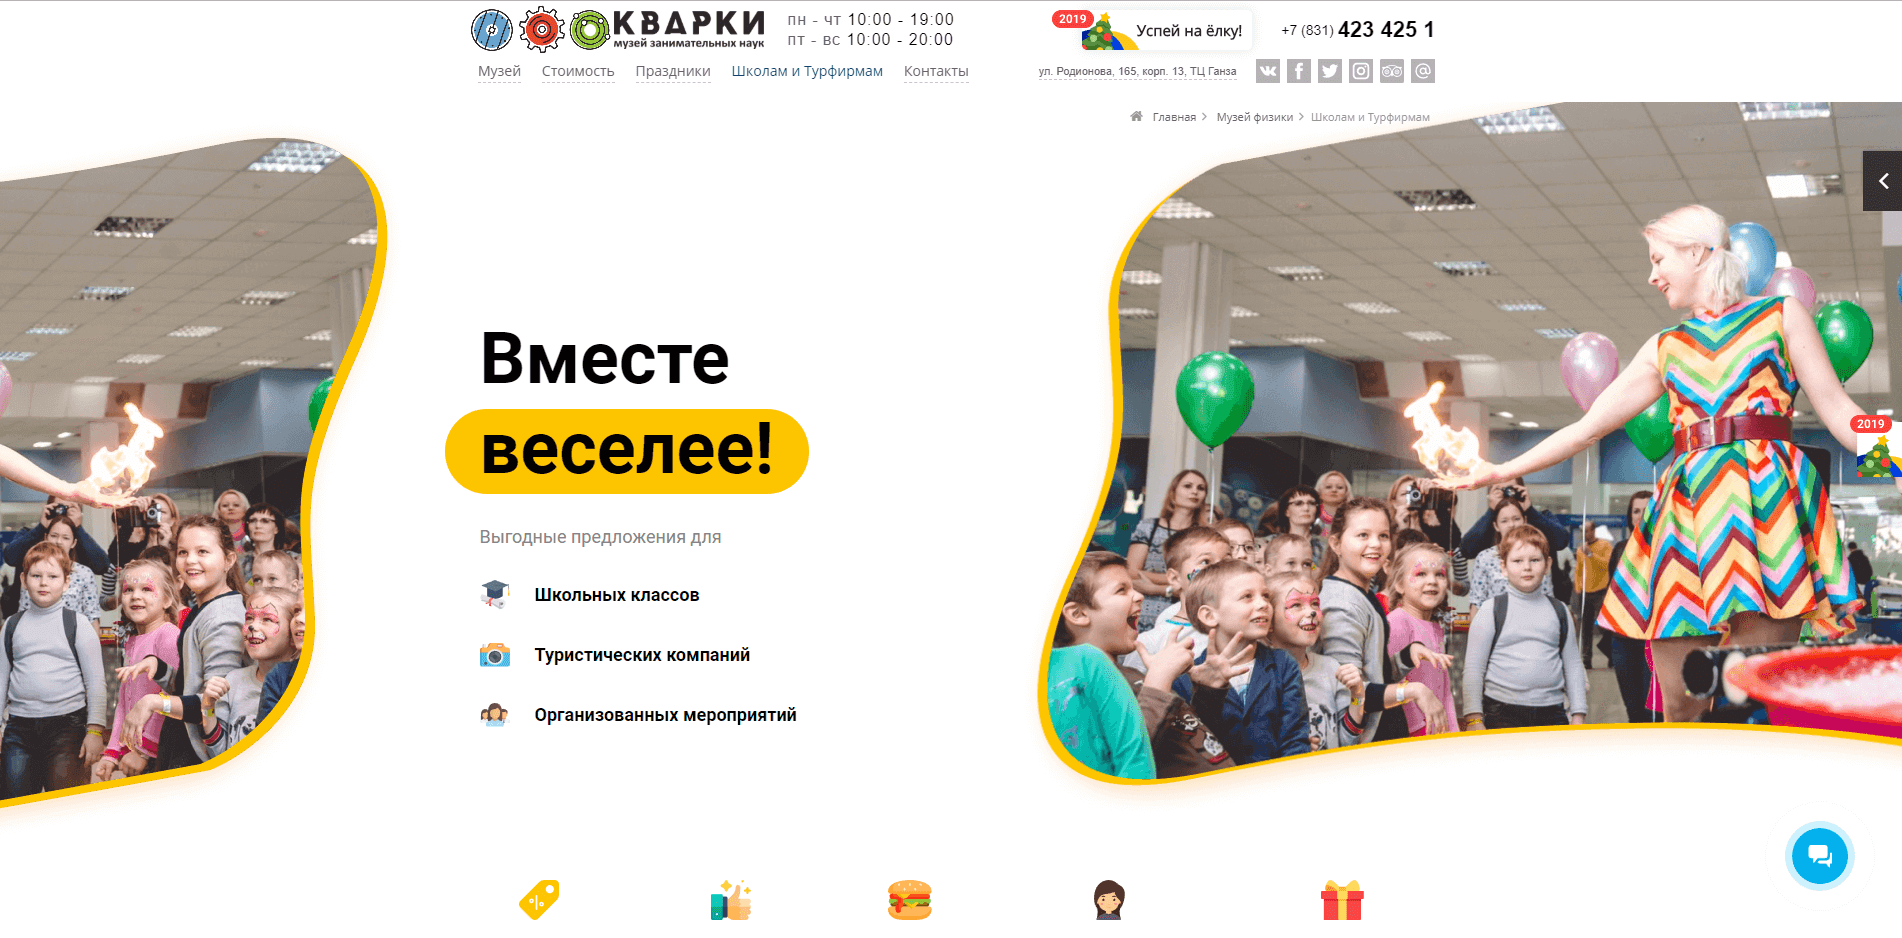 КВАРКИ
музей занимательных наук
пн - чт 10:00 - 19:00
пт - вс 10:00 - 20:00
2019
Успей на ёлку!
+7 (831) 423 425 1
Музей Стоимость Праздники Школам и Турфирмам Контакты
ул. Родионова, 165, корп. 13, ТЦ Ганза
Главная Музей физики Школам и Турфирмам
Вместе
веселее!
2019
Выгодные предложения для
Школьных классов
Туристических компаний
Организованных мероприятий